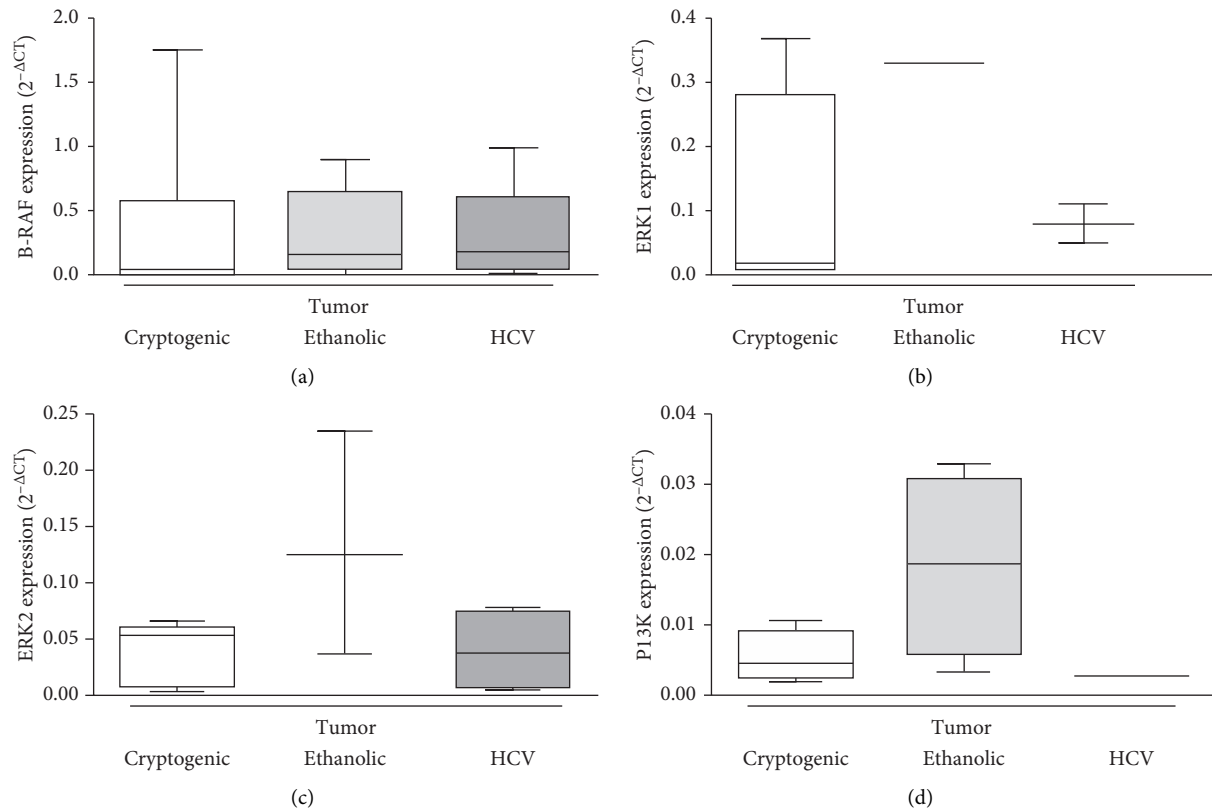 B-RAF expression (2^−ΔCT)
2.0
1.5
1.0
0.5
0.0
Tumor
Cryptogenic Ethanolic HCV
(a)
ERK1 expression (2^−ΔCT)
0.4
0.3
0.2
0.1
0.0
Tumor
Cryptogenic Ethanolic HCV
(b)
ERK2 expression (2^−ΔCT)
0.25
0.20
0.15
0.10
0.05
0.00
Tumor
Cryptogenic Ethanolic HCV
(c)
P13K expression (2^−ΔCT)
0.04
0.03
0.02
0.01
0.00
Tumor
Cryptogenic Ethanolic HCV
(d)